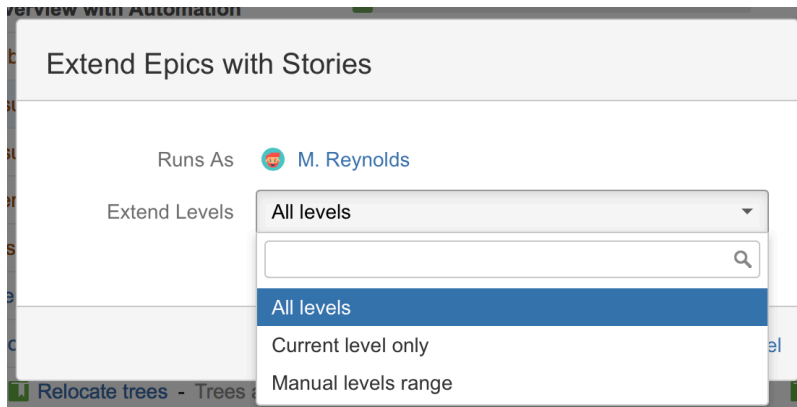 erview with Automation
Extend Epics with Stories
Runs As M. Reynolds
Extend Levels All levels
All levels
Current level only
Manual levels range
Relocate trees - Trees